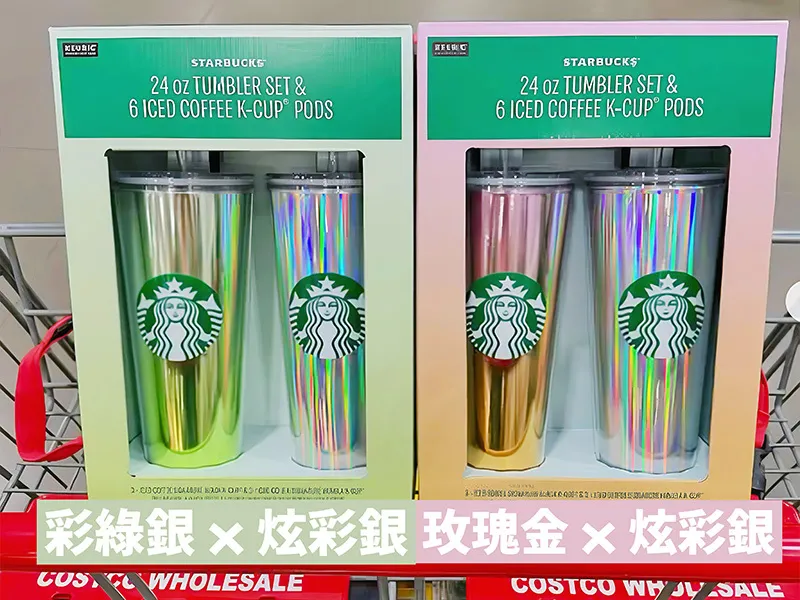 KEURIG
STARBUCKS®
24 oz TUMBLER SET &
6 ICED COFFEE K-CUP® PODS
KEURIG
STARBUCKS®
24 oz TUMBLER SET &
6 ICED COFFEE K-CUP® PODS
彩綠銀 × 炫彩銀
玫瑰金 × 炫彩銀
COSTCO WHOLESALE
COSTCO WHOLESALE